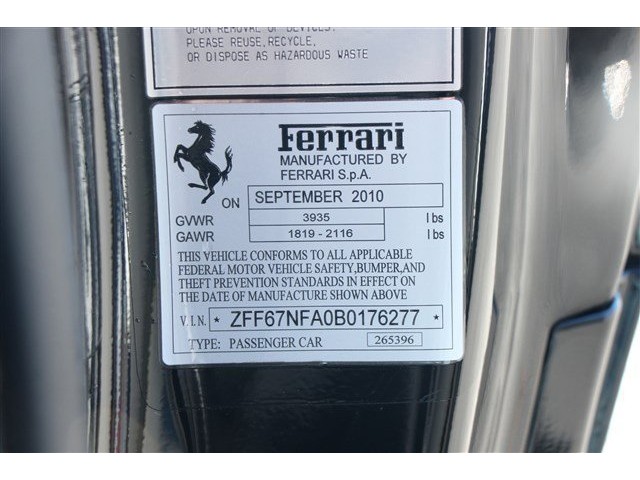 UPON REMOVAL OF DEVICES.
PLEASE REUSE, RECYCLE,
OR DISPOSE AS HAZARDOUS WASTE
Ferrari
MANUFACTURED BY
FERRARI S.p.A.
ON SEPTEMBER 2010
GVWR 3935 lbs
GAWR 1819 - 2116 lbs
THIS VEHICLE CONFORMS TO ALL APPLICABLE
FEDERAL MOTOR VEHICLE SAFETY, BUMPER, AND
THEFT PREVENTION STANDARDS IN EFFECT ON
THE DATE OF MANUFACTURE SHOWN ABOVE
V.I.N. * ZFF67NFA0B0176277 *
TYPE: PASSENGER CAR 265396